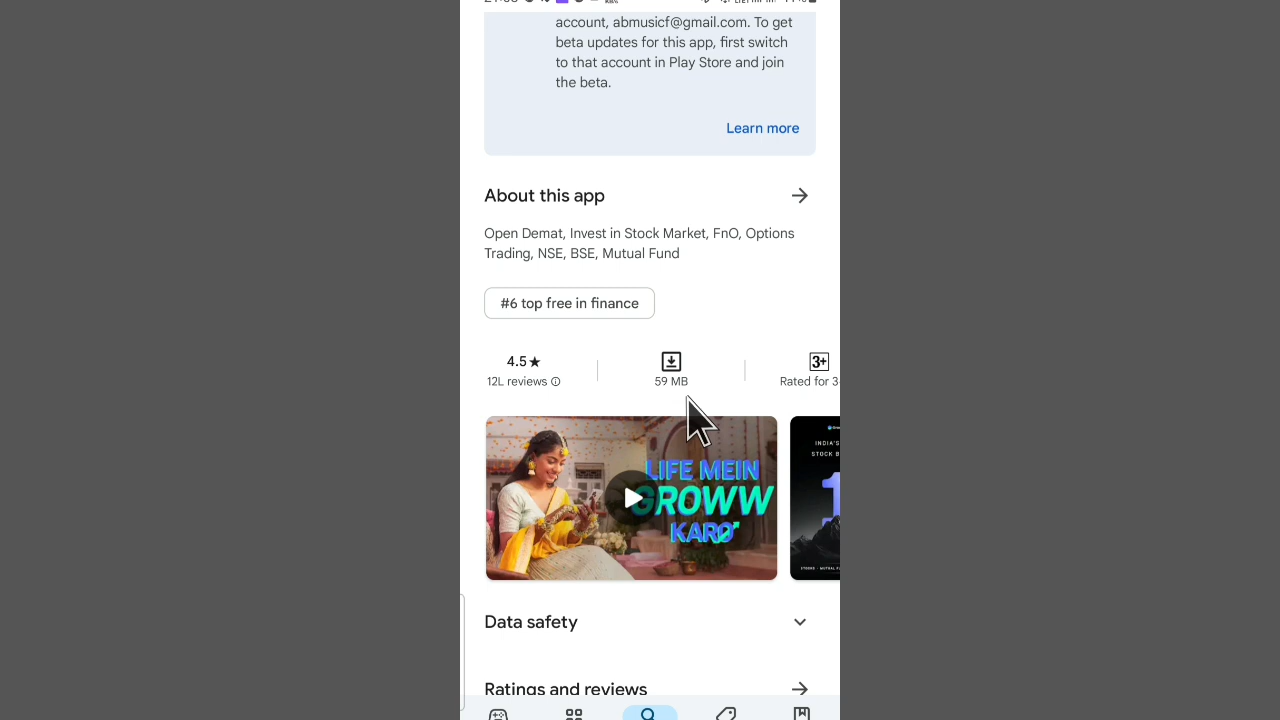 account, abmusicf@gmail.com. To get
beta updates for this app, first switch
to that account in Play Store and join
the beta.
Learn more
About this app
Open Demat, Invest in Stock Market, FnO, Options
Trading, NSE, BSE, Mutual Fund
#6 top free in finance
4.5★
12L reviews
59 MB
3+
Rated for 3
LIFE MEIN
GROWW
KARO
INDIA'S
STOCK B
1
Data safety
Ratings and reviews